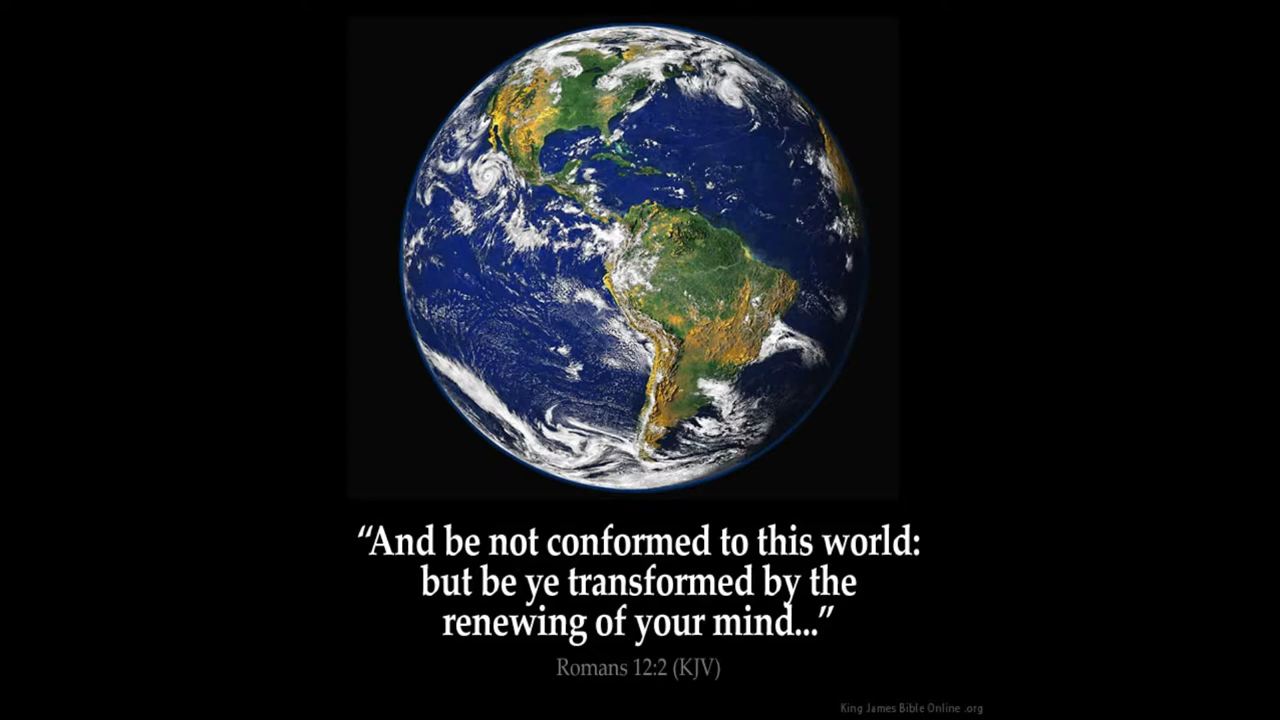 “And be not conformed to this world:
but be ye transformed by the
renewing of your mind...”
Romans 12:2 (KJV)
King James Bible Online .org